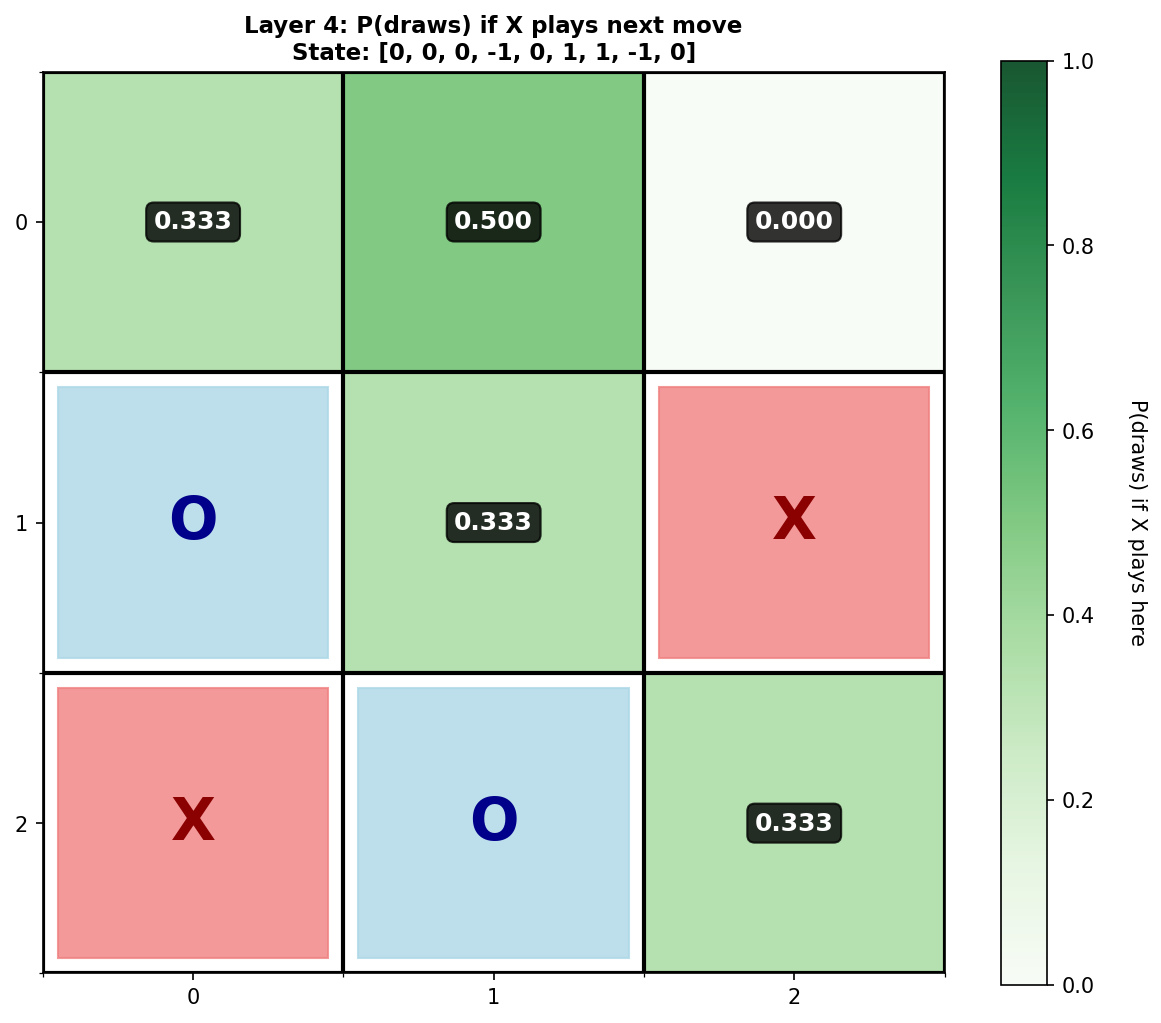 Layer 4: P(draws) if X plays next move
State: [0, 0, 0, -1, 0, 1, 1, -1, 0]
0
0.333
0.500
0.000
1
O
0.333
X
2
X
O
0.333
0
1
2
1.0
0.8
0.6
0.4
0.2
0.0
P(draws) if X plays here